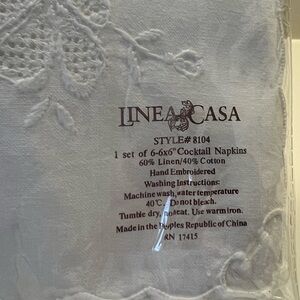 LINEA CASA
STYLE# 8104
1 set of 6-6x6" Cocktail Napkins
60% Linen/40% Cotton
Hand Embroidered
Washing Instructions:
Machine wash, water temperature
40°C. Do not bleach.
Tumble dry, no heat. Use warm iron.
Made in the Peoples Republic of China
RN 17415